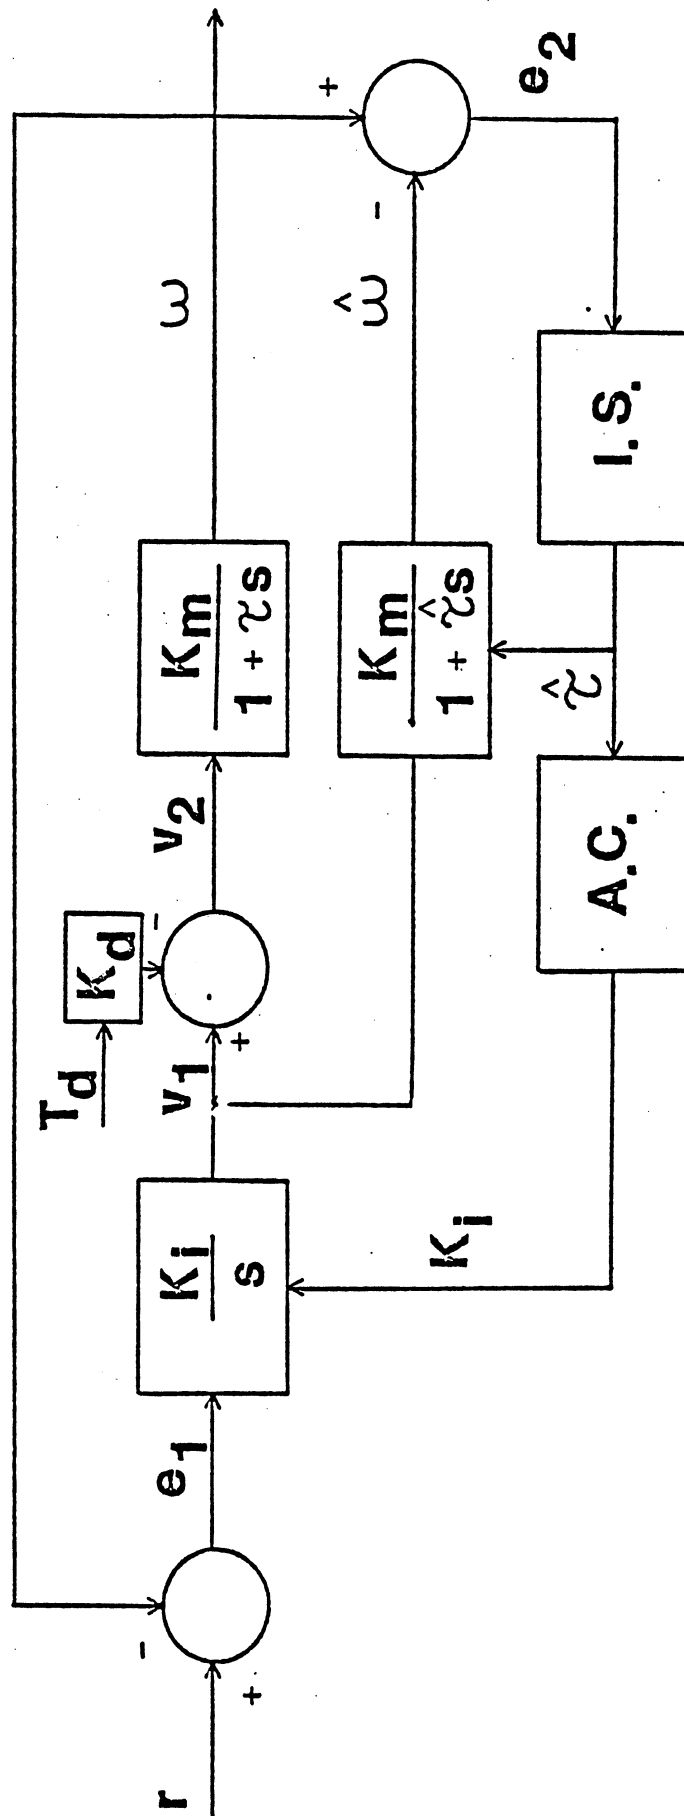 r
+
-
e1
Ki
s
v1
+
Td
Kd
-
v2
Km
1 + τs
ω
Km
1 + τ̂s
ω̂
-
+
e2
I.S.
τ̂
A.C.
Ki